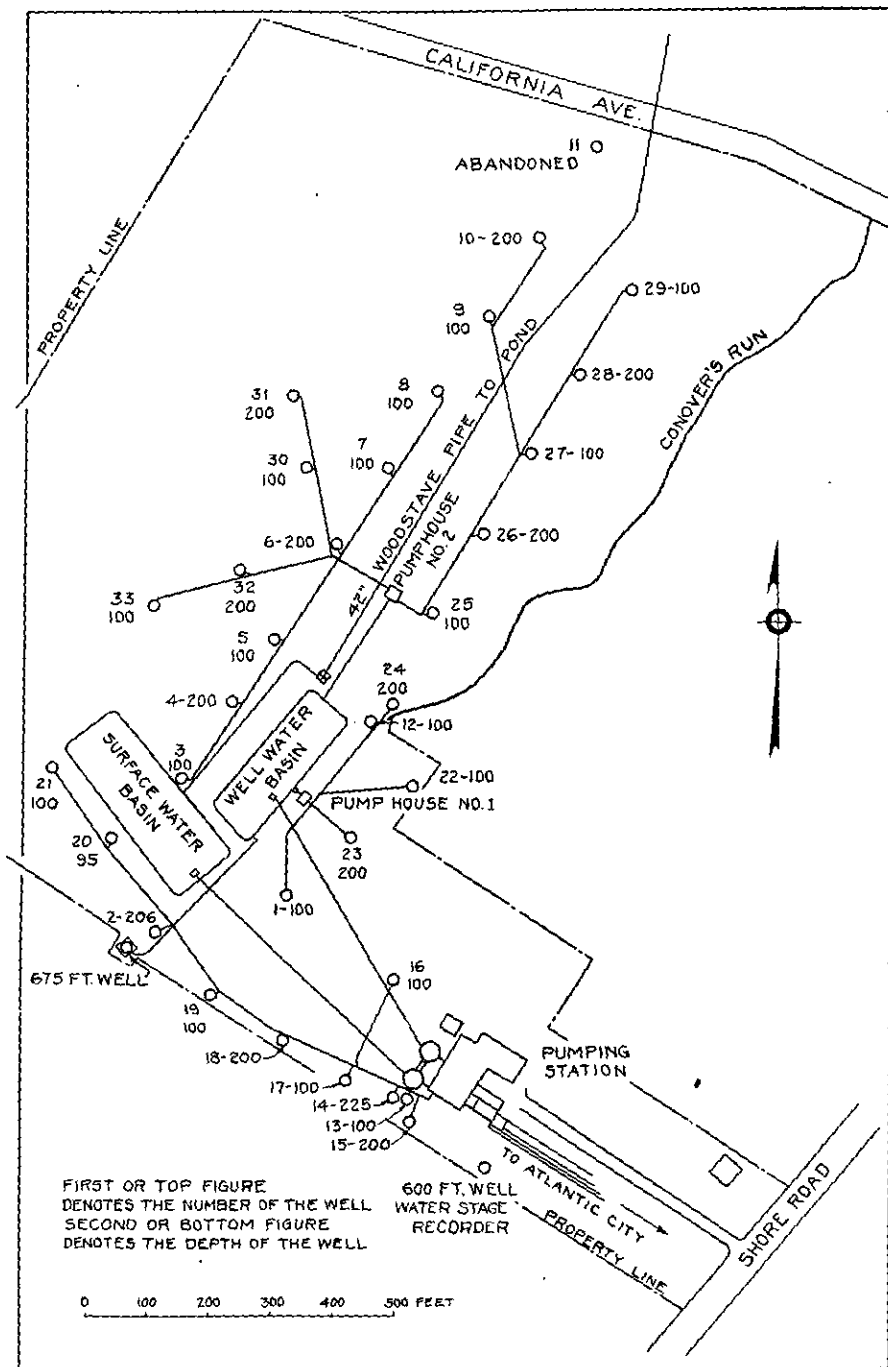 CALIFORNIA AVE.
11
ABANDONED
10-200
PROPERTY LINE
29-100
9
100
28-200
CONOVER'S RUN
31
200
8
100
42" WOODSTAVE PIPE TO POND
7
100
27-100
30
100
PUMPHOUSE
NO. 2
6-200
26-200
32
200
33
100
25
100
5
100
24
200
4-200
12-100
SURFACE WATER
BASIN
WELL WATER
BASIN
3
100
21
100
22-100
PUMP HOUSE NO.1
20
95
23
200
1-100
2-206
675 FT. WELL
16
100
19
100
18-200
PUMPING
STATION
17-100
14-225
13-100
15-200
TO ATLANTIC CITY
FIRST OR TOP FIGURE
DENOTES THE NUMBER OF THE WELL
SECOND OR BOTTOM FIGURE
DENOTES THE DEPTH OF THE WELL
600 FT. WELL
WATER STAGE
RECORDER
PROPERTY LINE
SHORE ROAD
0 100 200 300 400 500 FEET